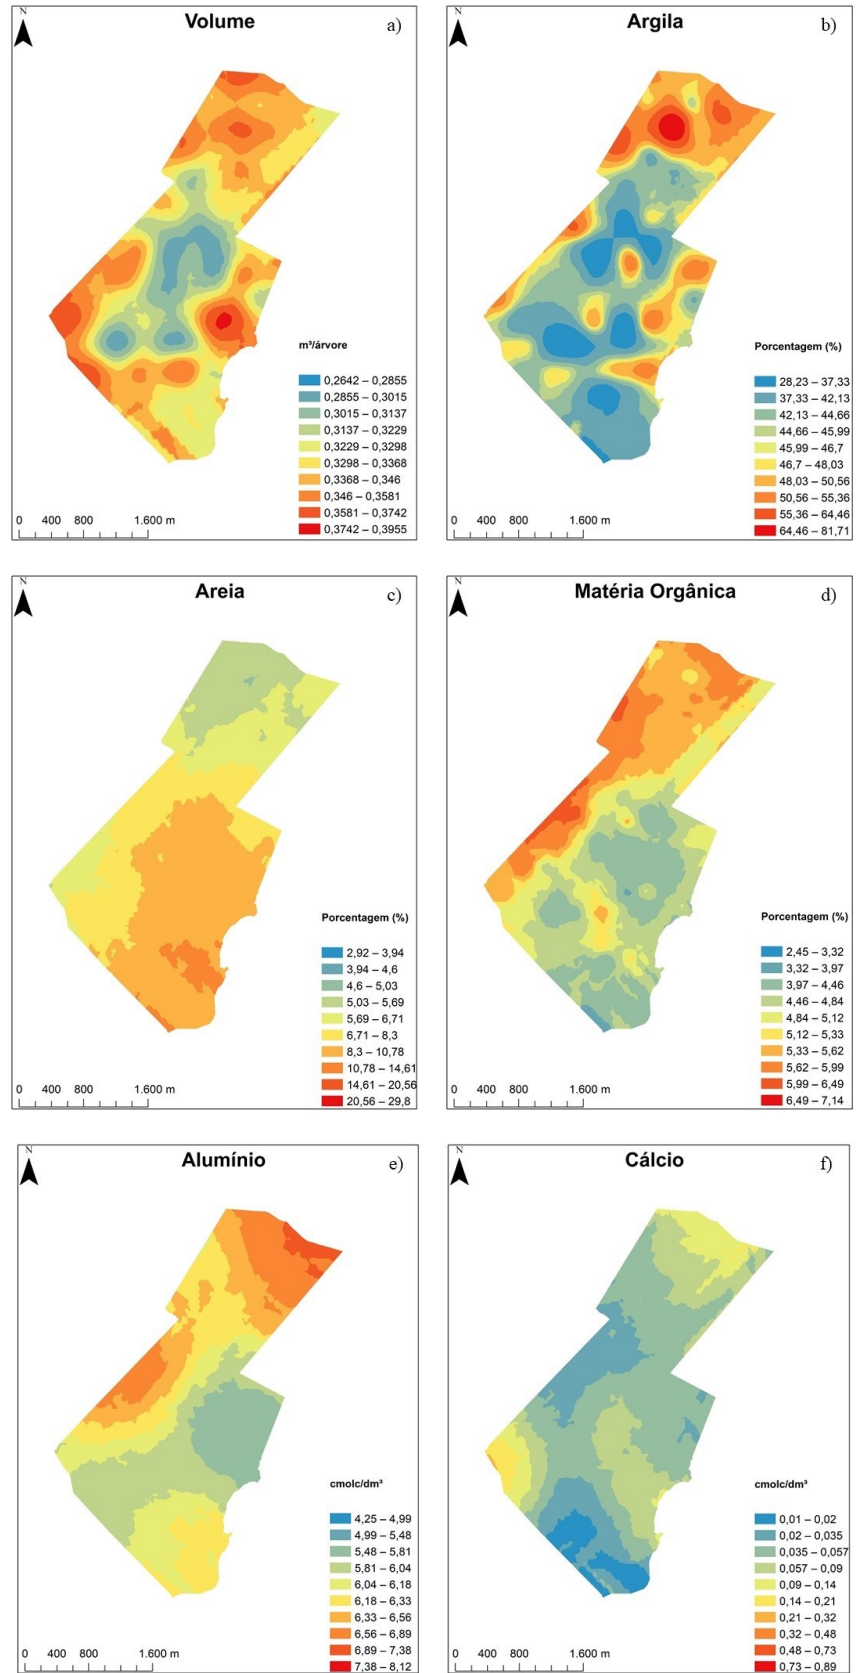 N
Volume
a)
m³/árvore
0,2642 – 0,2855
0,2855 – 0,3015
0,3015 – 0,3137
0,3137 – 0,3229
0,3229 – 0,3298
0,3298 – 0,3368
0,3368 – 0,346
0,346 – 0,3581
0,3581 – 0,3742
0,3742 – 0,3955
0 400 800 1.600 m
N
Argila
b)
Porcentagem (%)
28,23 – 37,33
37,33 – 42,13
42,13 – 44,66
44,66 – 45,99
45,99 – 46,7
46,7 – 48,03
48,03 – 50,56
50,56 – 55,36
55,36 – 64,46
64,46 – 81,71
0 400 800 1.600 m
N
Areia
c)
Porcentagem (%)
2,92 – 3,94
3,94 – 4,6
4,6 – 5,03
5,03 – 5,69
5,69 – 6,71
6,71 – 8,3
8,3 – 10,78
10,78 – 14,61
14,61 – 20,56
20,56 – 29,8
0 400 800 1.600 m
N
Matéria Orgânica
d)
Porcentagem (%)
2,45 – 3,32
3,32 – 3,97
3,97 – 4,46
4,46 – 4,84
4,84 – 5,12
5,12 – 5,33
5,33 – 5,62
5,62 – 5,99
5,99 – 6,49
6,49 – 7,14
0 400 800 1.600 m
N
Alumínio
e)
cmolc/dm³
4,25 – 4,99
4,99 – 5,48
5,48 – 5,81
5,81 – 6,04
6,04 – 6,18
6,18 – 6,33
6,33 – 6,56
6,56 – 6,89
6,89 – 7,38
7,38 – 8,12
0 400 800 1.600 m
N
Cálcio
f)
cmolc/dm³
0,01 – 0,02
0,02 – 0,035
0,035 – 0,057
0,057 – 0,09
0,09 – 0,14
0,14 – 0,21
0,21 – 0,32
0,32 – 0,48
0,48 – 0,73
0,73 – 0,89
0 400 800 1.600 m